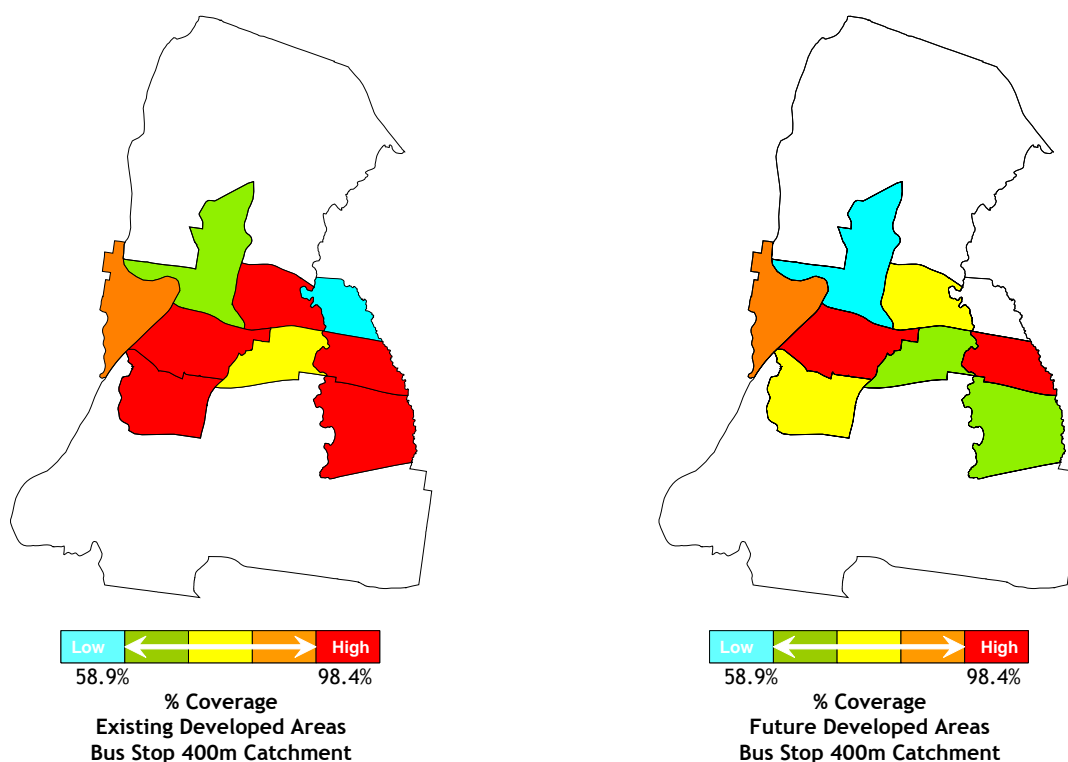 Low High
58.9% 98.4%
% Coverage
Existing Developed Areas
Bus Stop 400m Catchment
Low High
58.9% 98.4%
% Coverage
Future Developed Areas
Bus Stop 400m Catchment